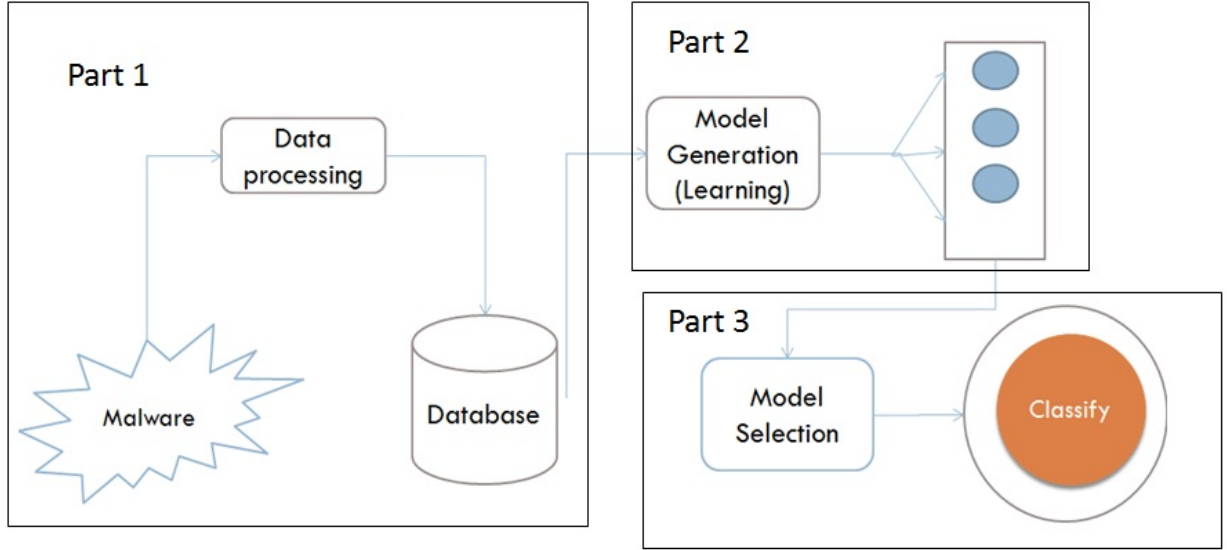 Part 1
Data
processing
Malware
Database
Part 2
Model
Generation
(Learning)
Part 3
Model
Selection
Classify